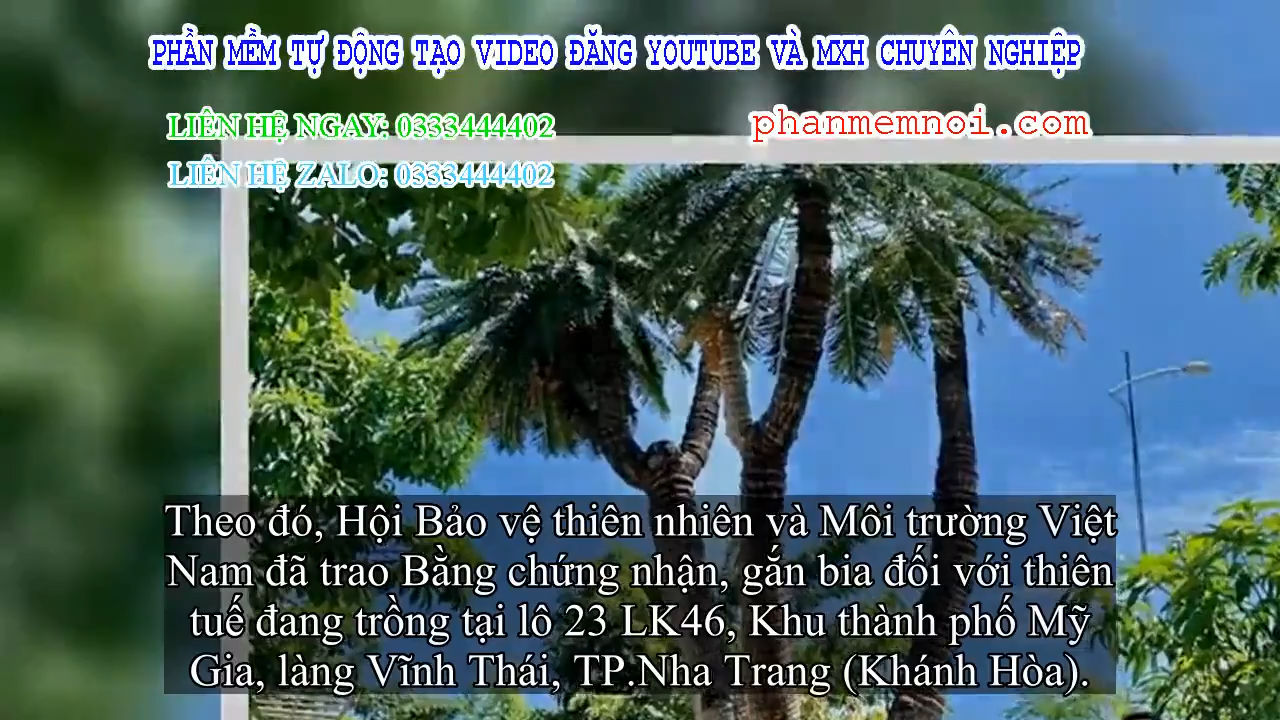 PHẦN MỀM TỰ ĐỘNG TẠO VIDEO ĐĂNG YOUTUBE VÀ MXH CHUYÊN NGHIỆP
LIÊN HỆ NGAY: 0333444402
phanmemnoi.com
LIÊN HỆ ZALO: 0333444402
Theo đó, Hội Bảo vệ thiên nhiên và Môi trường Việt
Nam đã trao Bằng chứng nhận, gắn bia đối với thiên
tuế đang trồng tại lô 23 LK46, Khu thành phố Mỹ
Gia, làng Vĩnh Thái, TP.Nha Trang (Khánh Hòa).